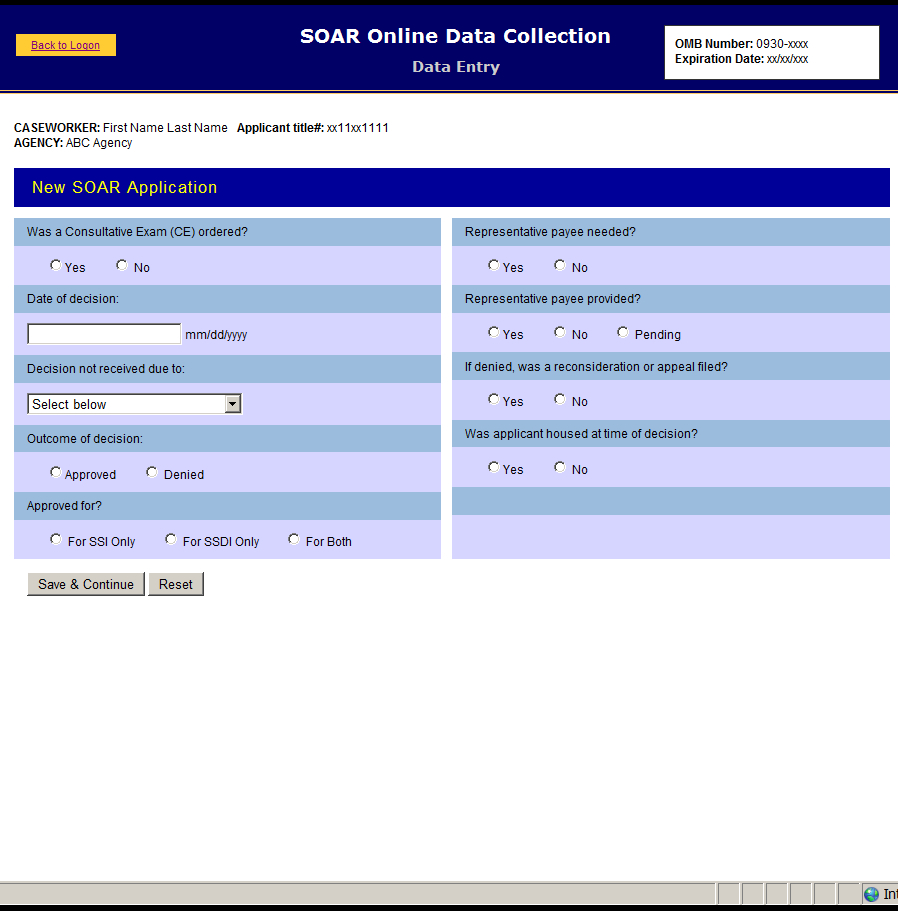 Back to Logon
SOAR Online Data Collection
Data Entry
OMB Number: 0930-xxxx
Expiration Date: xx/xx/xxx
CASEWORKER: First Name Last Name Applicant title#: xx11xx1111
AGENCY: ABC Agency
New SOAR Application
Was a Consultative Exam (CE) ordered?
Yes No
Date of decision:
mm/dd/yyyy
Decision not received due to:
Select below
Outcome of decision:
Approved Denied
Approved for?
For SSI Only For SSDI Only For Both
Representative payee needed?
Yes No
Representative payee provided?
Yes No Pending
If denied, was a reconsideration or appeal filed?
Yes No
Was applicant housed at time of decision?
Yes No
Save & Continue Reset
Int